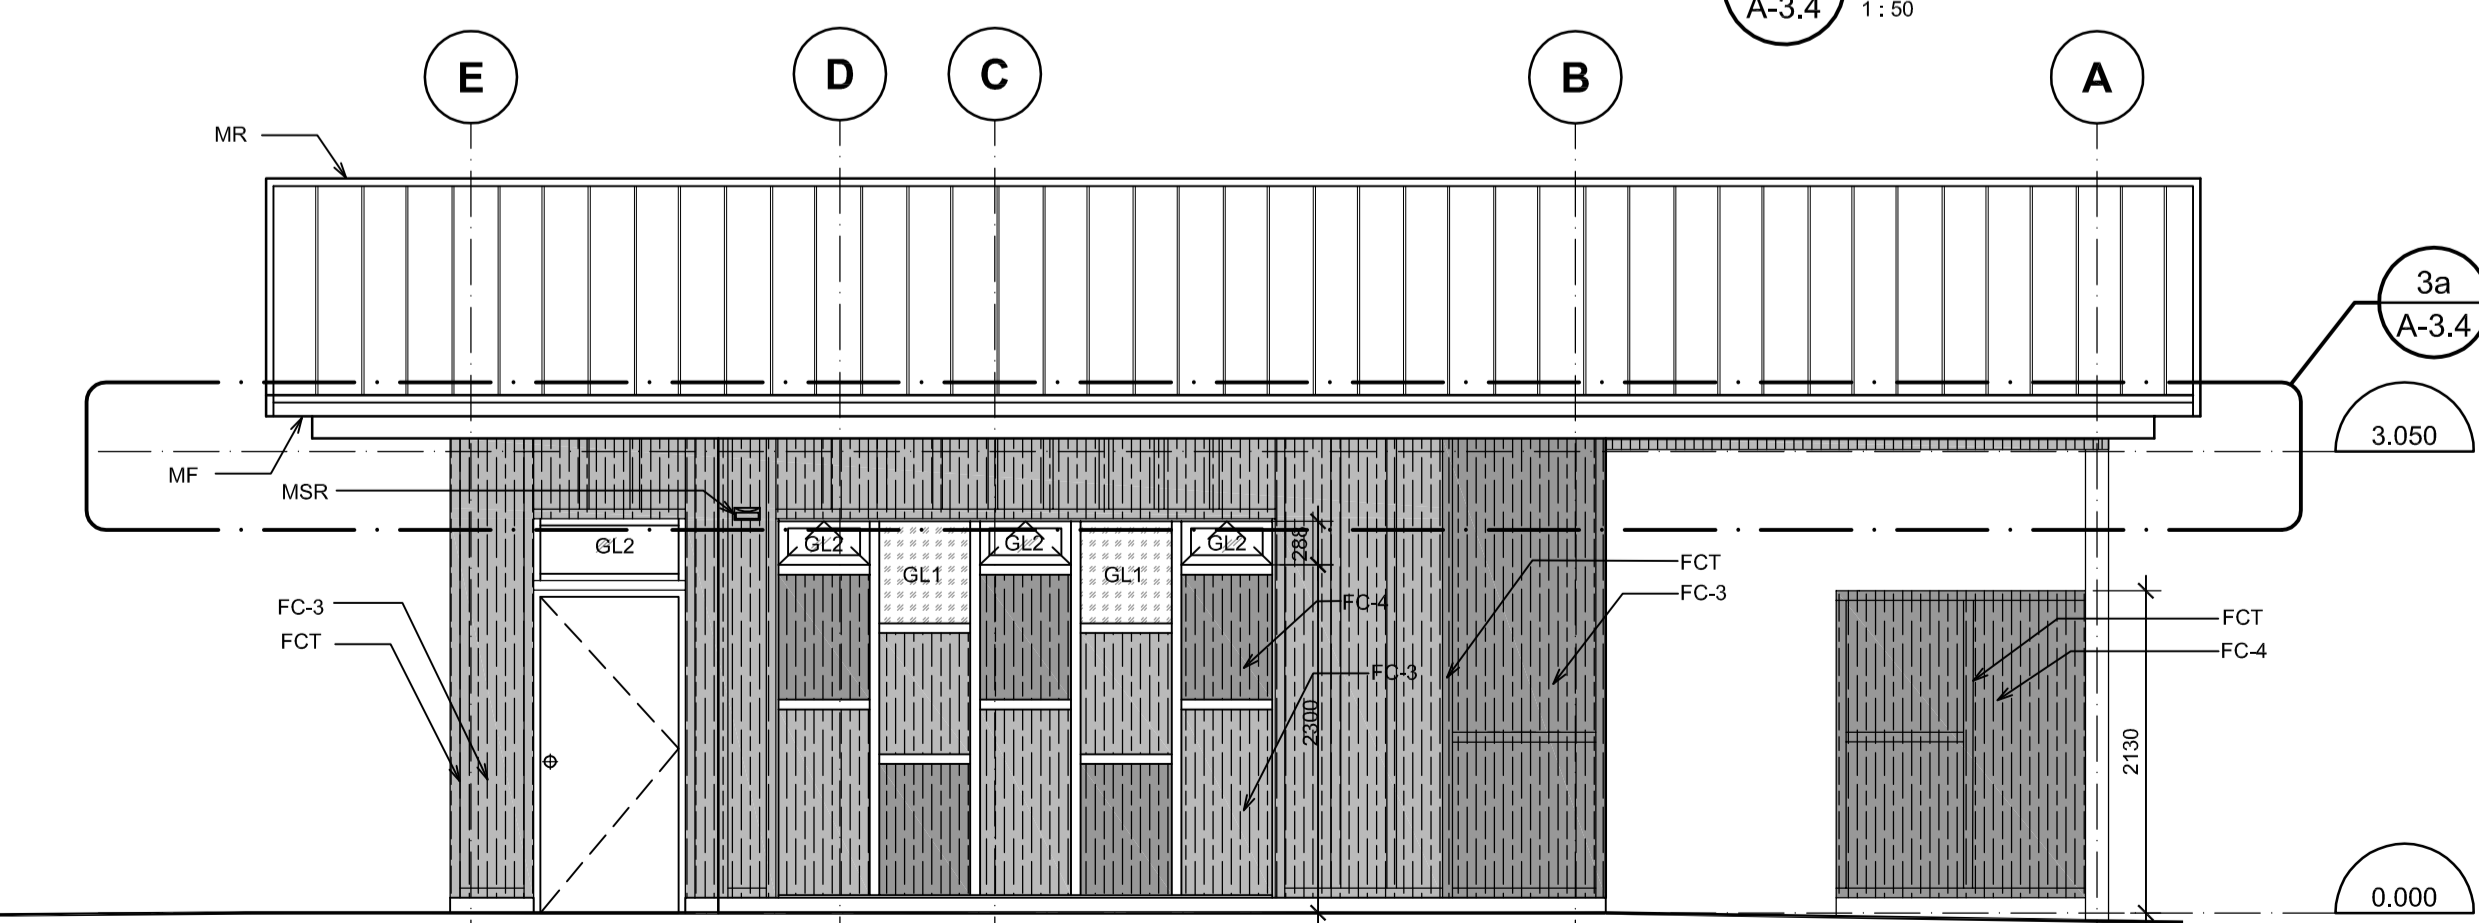 A-3.4
1 : 50
E
D
C
B
A
MR
3a
A-3.4
3.050
MF
MSR
GL2
GL2
GL2
GL2
288
GL1
GL1
FCT
FC-3
FC-4
FC-3
FCT
FC-3
FCT
FC-4
2300
2130
0.000